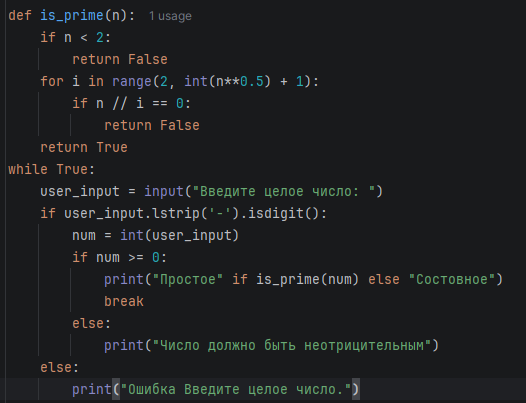 def is_prime(n):  1 usage
    if n < 2:
        return False
    for i in range(2, int(n**0.5) + 1):
        if n // i == 0:
            return False
    return True
while True:
    user_input = input("Введите целое число: ")
    if user_input.lstrip('-').isdigit():
        num = int(user_input)
        if num >= 0:
            print("Простое" if is_prime(num) else "Состовное")
            break
        else:
            print("Число должно быть неотрицительным")
    else:
        print("Ошибка Введите целое число.")